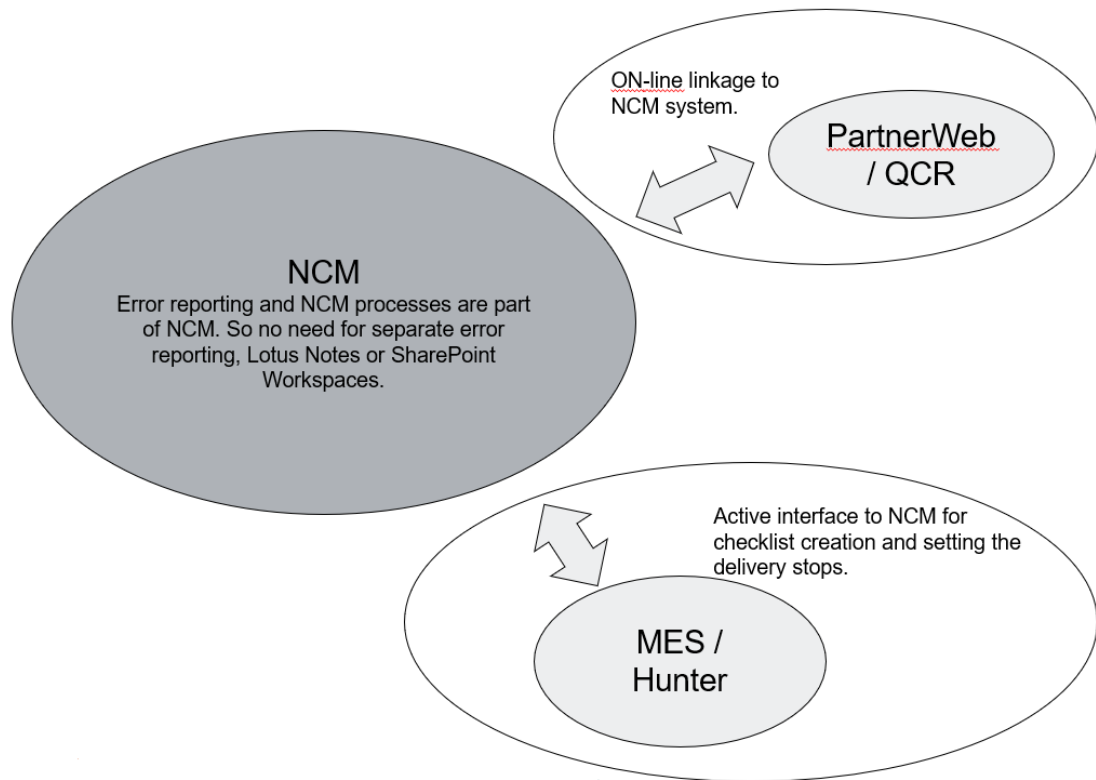 ON-line linkage to
NCM system.
PartnerWeb
/ QCR
NCM
Error reporting and NCM processes are part
of NCM. So no need for separate error
reporting, Lotus Notes or SharePoint
Workspaces.
Active interface to NCM for
checklist creation and setting the
delivery stops.
MES /
Hunter